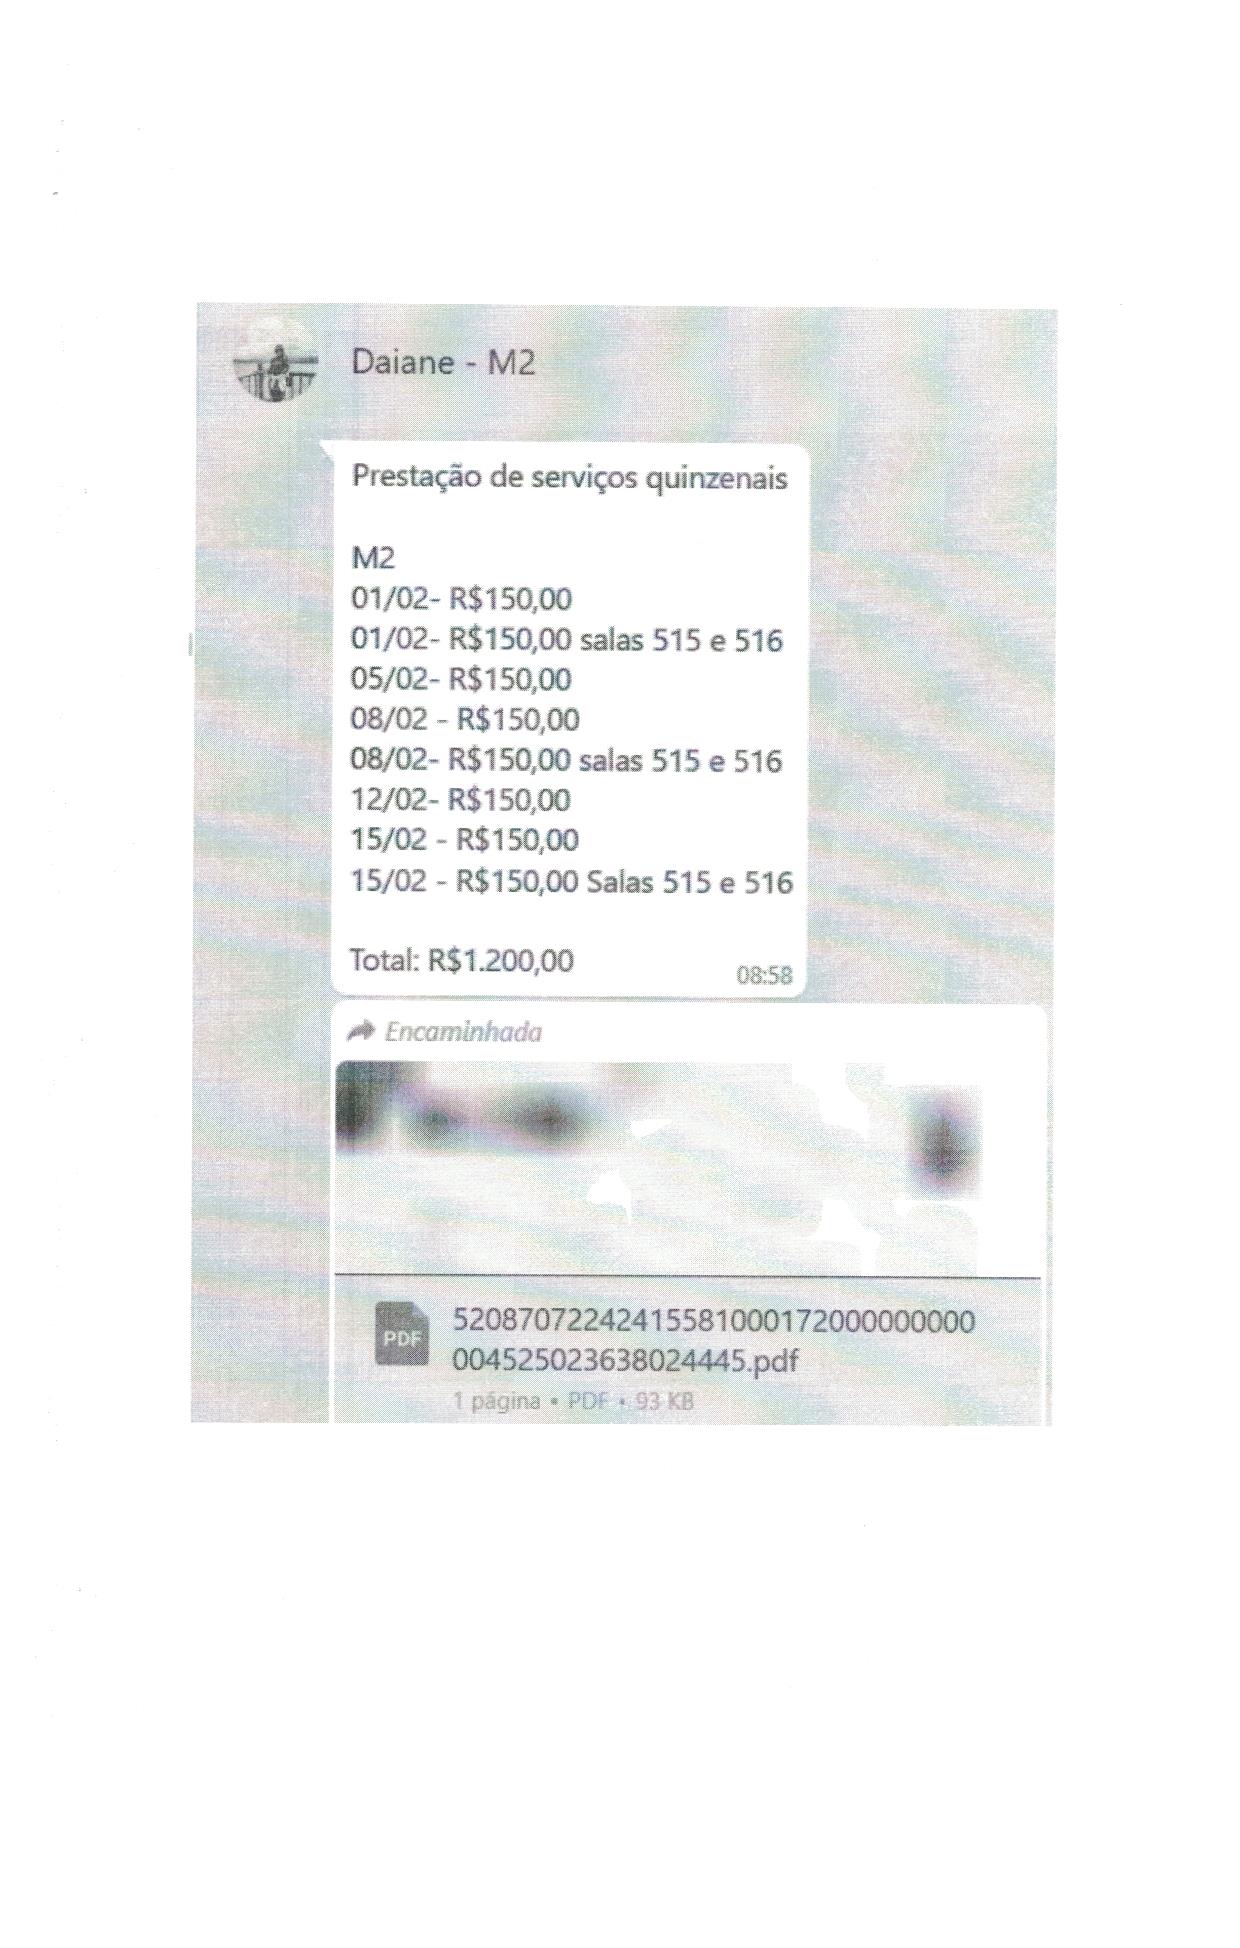 Daiane - M2
Prestação de serviços quinzenais
M2
01/02- R$150,00
01/02- R$150,00 salas 515 e 516
05/02- R$150,00
08/02 - R$150,00
08/02- R$150,00 salas 515 e 516
12/02- R$150,00
15/02 - R$150,00
15/02 - R$150,00 Salas 515 e 516
Total: R$1.200,00
08:58
Encaminhada
PDF
52087072242415581000172000000000
004525023638024445.pdf
1 página • PDF • 93 KB